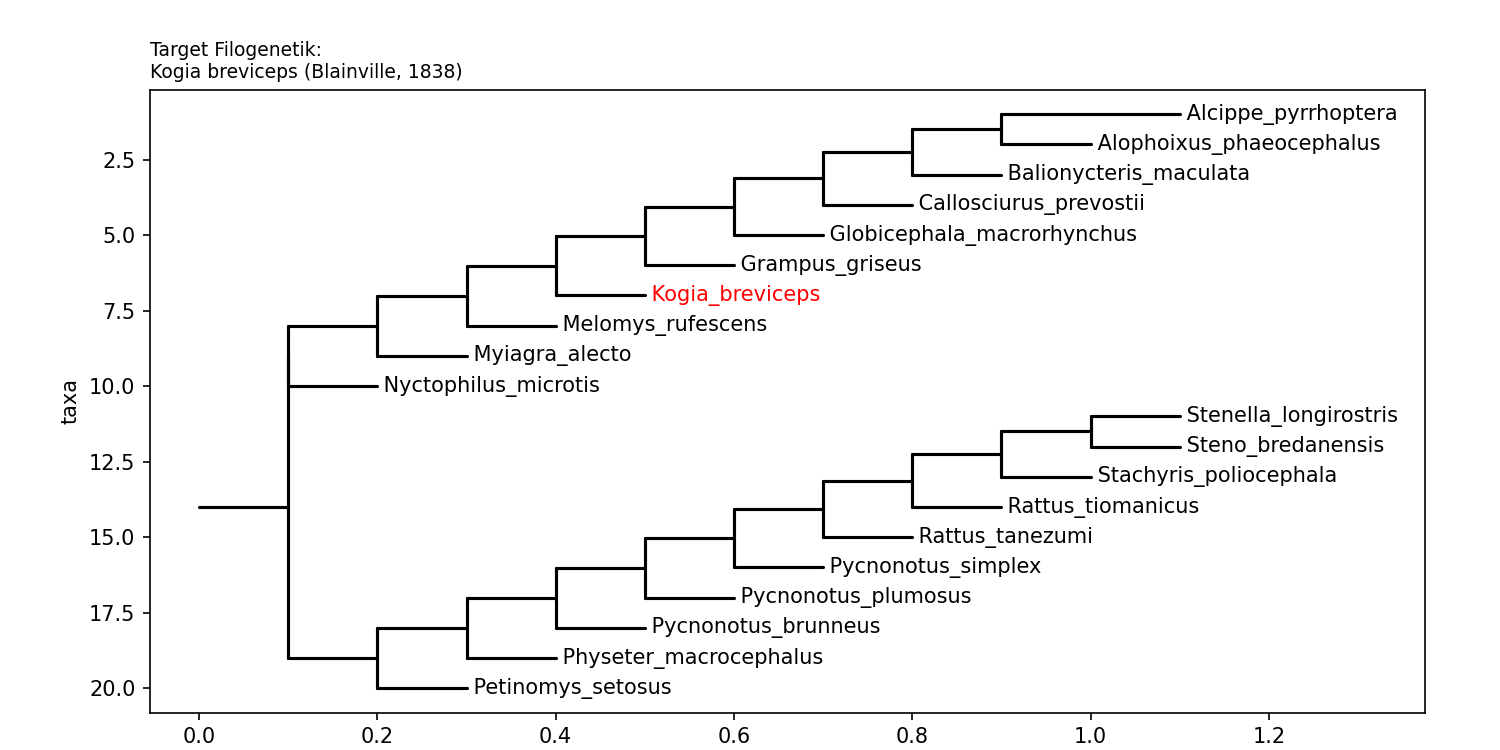 Target Filogenetik:
Kogia breviceps (Blainville, 1838)
Alcippe_pyrrhoptera
Alophoixus_phaeocephalus
2.5
Balionycteris_maculata
Callosciurus_prevostii
5.0
Globicephala_macrorhynchus
Grampus_griseus
Kogia_breviceps
7.5
Melomys_rufescens
Myiagra_alecto
10.0
Nyctophilus_microtis
taxa
Stenella_longirostris
Steno_bredanensis
12.5
Stachyris_poliocephala
Rattus_tiomanicus
15.0
Rattus_tanezumi
Pycnonotus_simplex
Pycnonotus_plumosus
17.5
Pycnonotus_brunneus
Physeter_macrocephalus
20.0
Petinomys_setosus
0.0 0.2 0.4 0.6 0.8 1.0 1.2